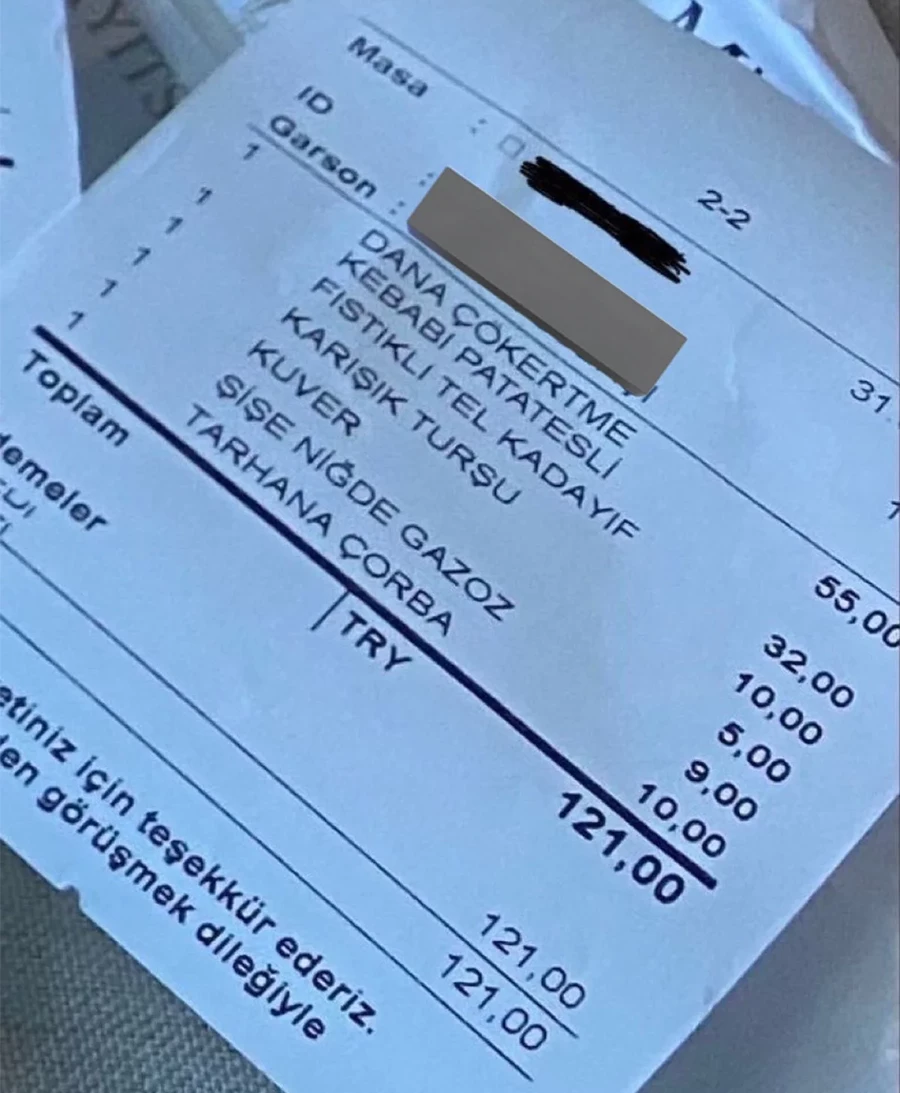 Masa : 2-2
ID : 31.
Garson :
1 DANA ÇÖKERTME 55,00
KEBABI PATATESLİ
1 FISTIKLI TEL KADAYIF 32,00
1 KARIŞIK TURŞU 10,00
1 KUVER 5,00
1 ŞİŞE NİĞDE GAZOZ 9,00
1 TARHANA ÇORBA 10,00
Toplam TRY 121,00
demeler
121,00
121,00
etiniz için teşekkür ederiz.
den görüşmek dileğiyle